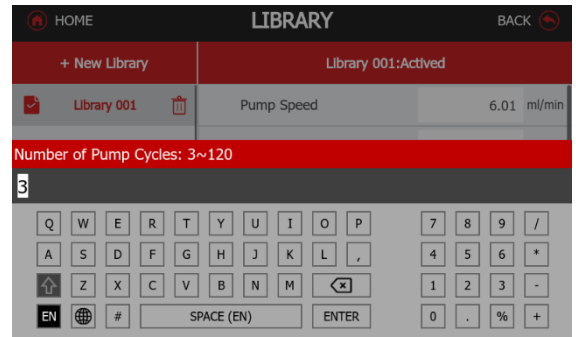 HOME LIBRARY BACK
+ New Library Library 001:Actived
Library 001 Pump Speed 6.01 ml/min
Number of Pump Cycles: 3~120
3
Q W E R T Y U I O P 7 8 9 /
A S D F G H J K L , 4 5 6 *
Z X C V B N M 1 2 3 -
EN # SPACE (EN) ENTER 0 . % +